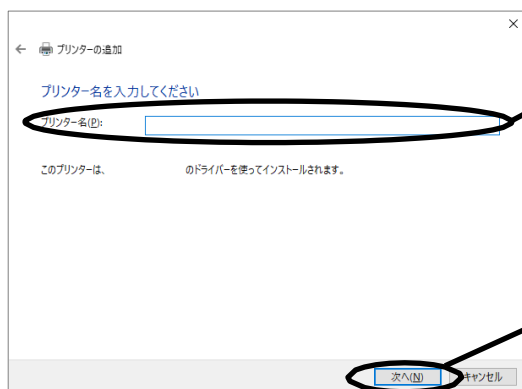 プリンターの追加
プリンター名を入力してください
プリンター名(P):
このプリンターは、 のドライバーを使ってインストールされます。
次へ(N) キャンセル